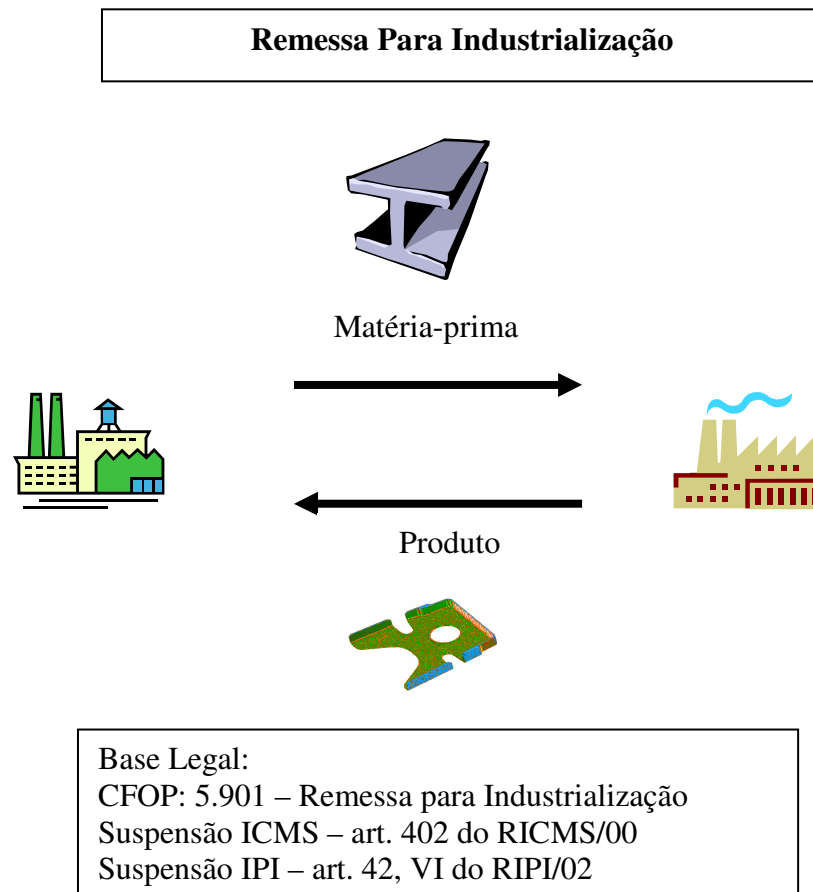 Remessa Para Industrialização
Matéria-prima
Produto
Base Legal:
CFOP: 5.901 – Remessa para Industrialização
Suspensão ICMS – art. 402 do RICMS/00
Suspensão IPI – art. 42, VI do RIPI/02